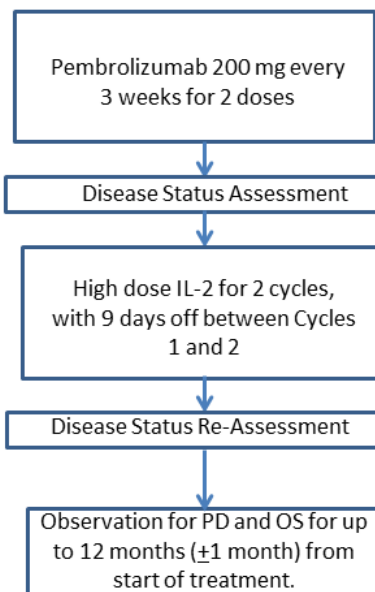 Pembrolizumab 200 mg every
3 weeks for 2 doses
Disease Status Assessment
High dose IL-2 for 2 cycles,
with 9 days off between Cycles
1 and 2
Disease Status Re-Assessment
Observation for PD and OS for up
to 12 months (±1 month) from
start of treatment.